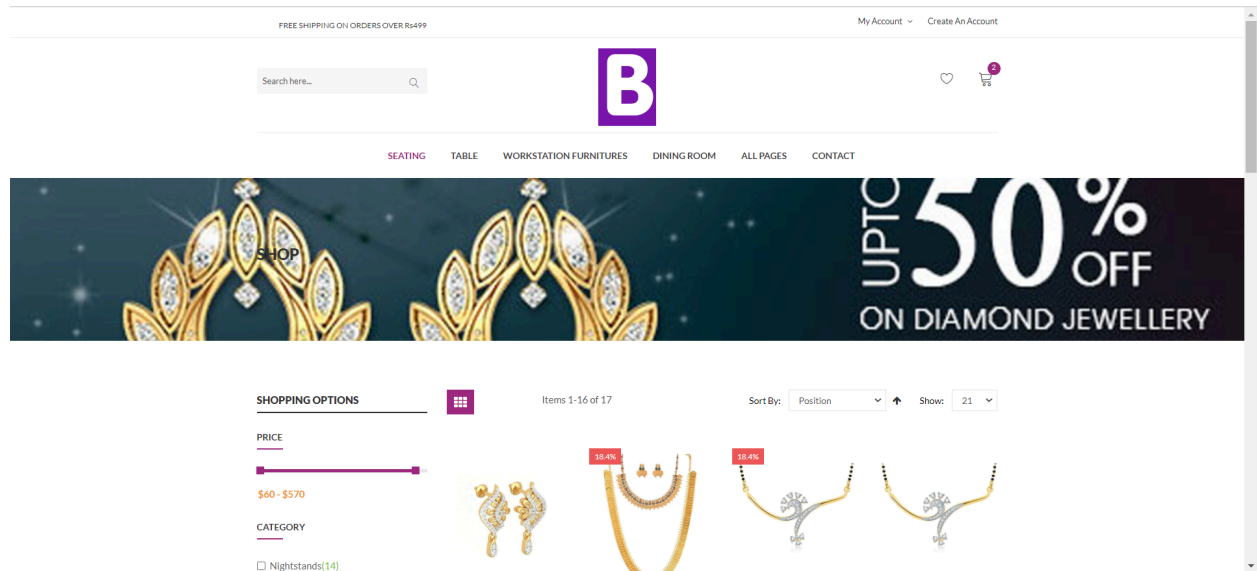 FREE SHIPPING ON ORDERS OVER Rs499
My Account
Create An Account
Search here...
B
2
SEATING TABLE WORKSTATION FURNITURES DINING ROOM ALL PAGES CONTACT
SHOP
UPTO 50% OFF
ON DIAMOND JEWELLERY
SHOPPING OPTIONS
Items 1-16 of 17
Sort By: Position
Show: 21
PRICE
$60 - $570
CATEGORY
Nightstands(14)
18.4%
18.4%